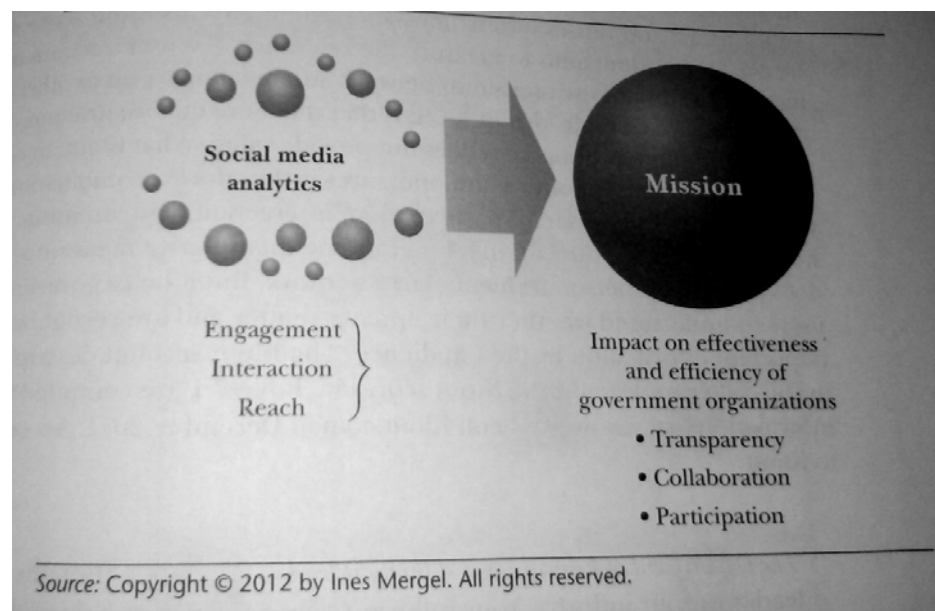 Social media
analytics
Mission
Engagement
Interaction
Reach
Impact on effectiveness
and efficiency of
government organizations
• Transparency
• Collaboration
• Participation
Source: Copyright © 2012 by Ines Mergel. All rights reserved.